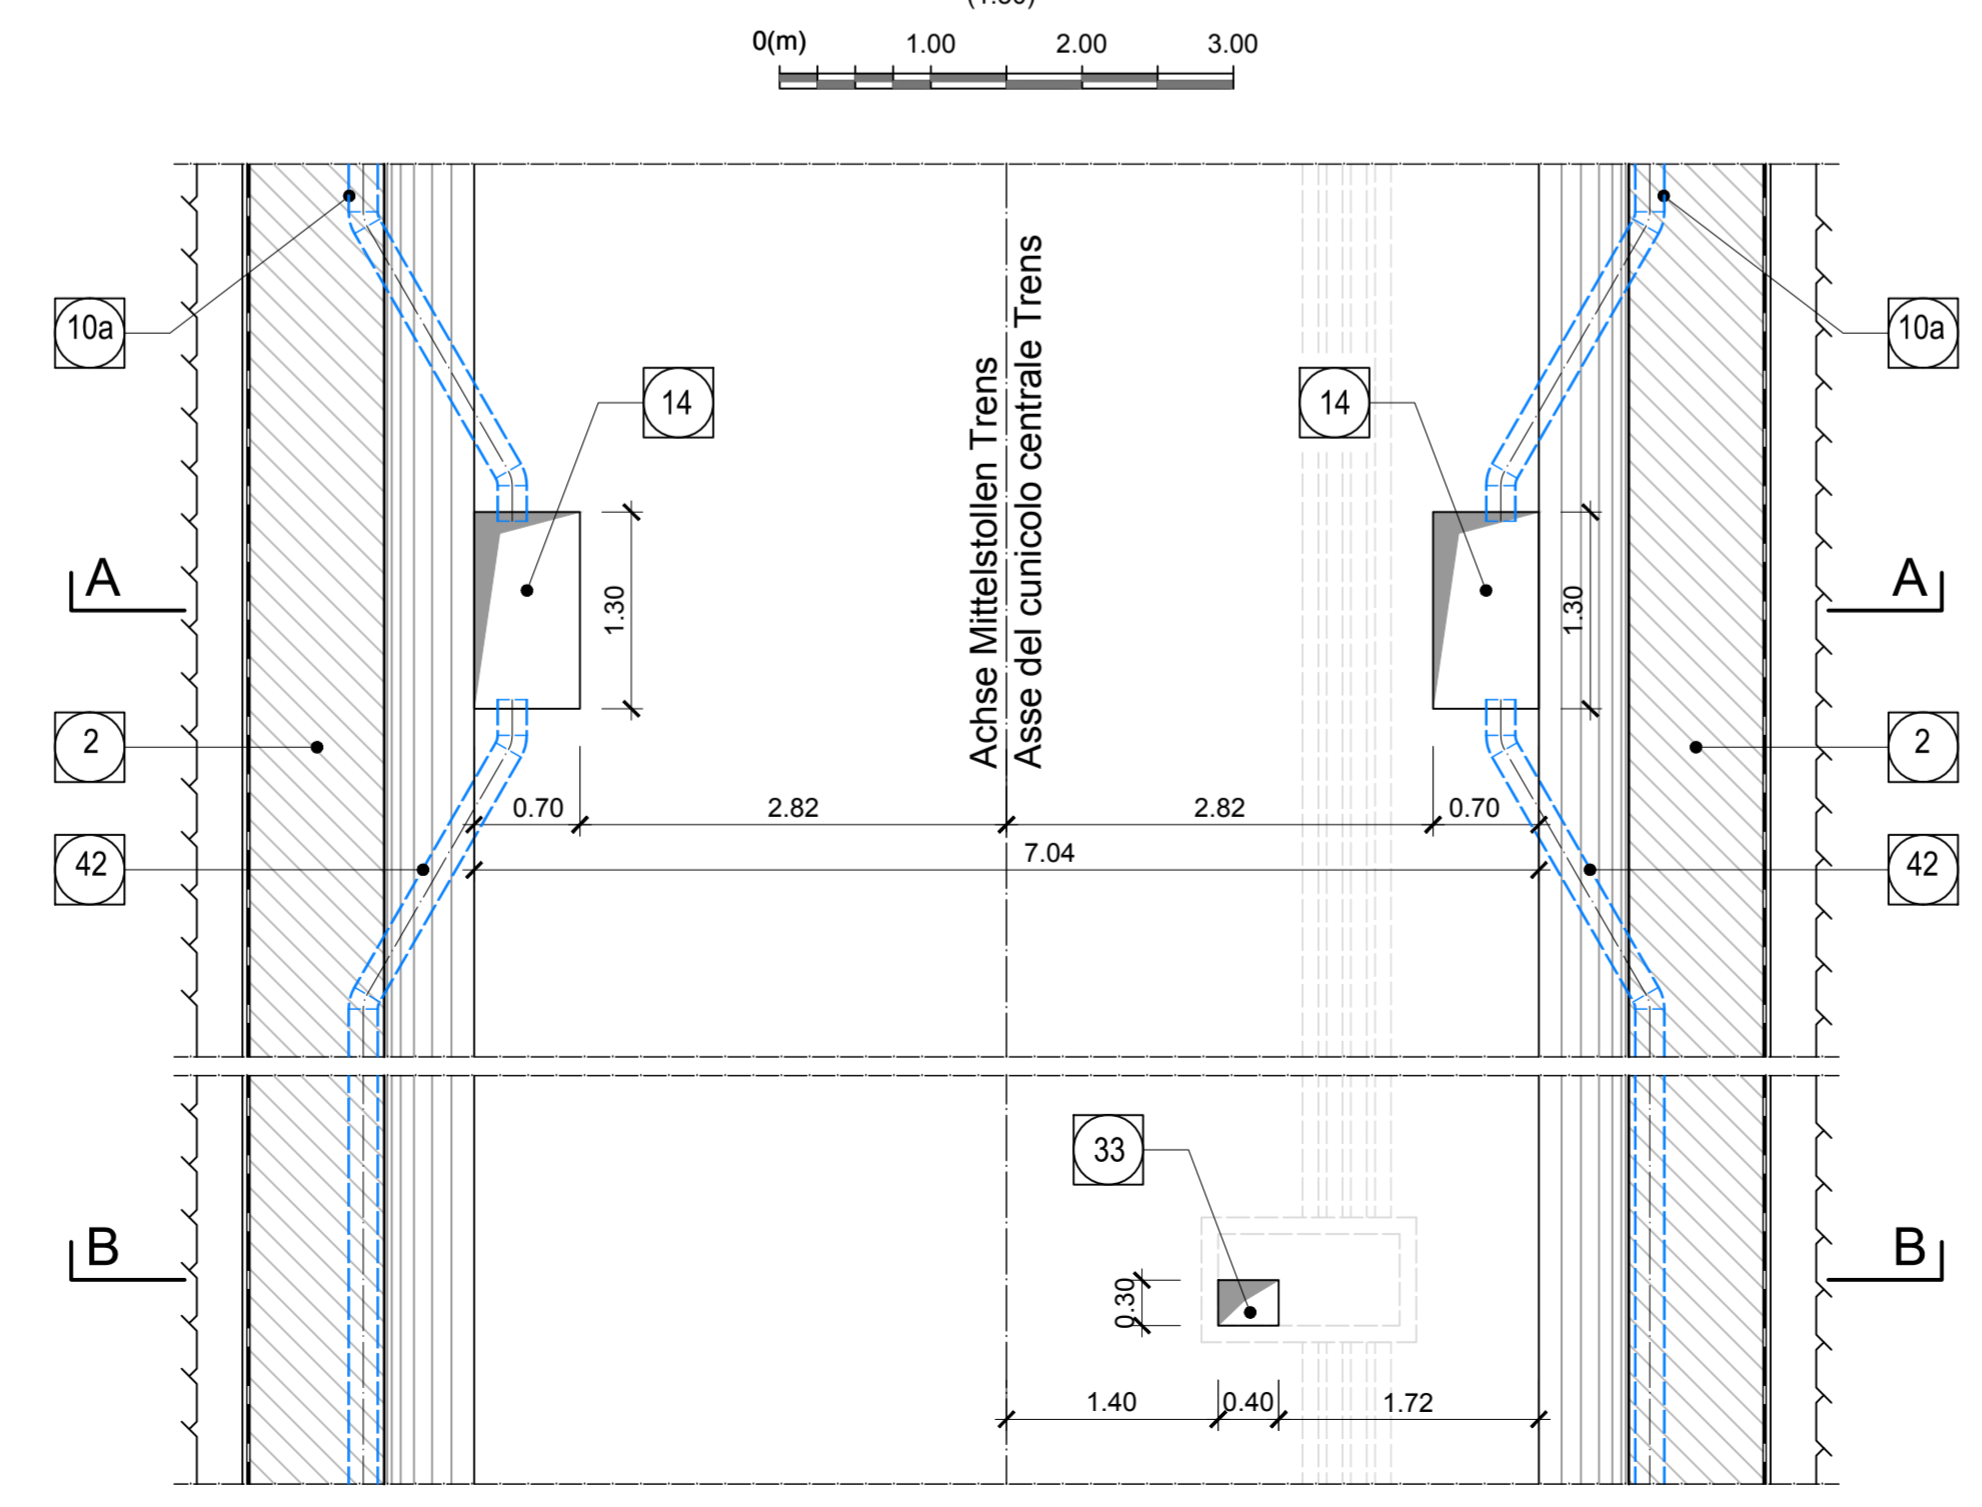 0(m) 1.00 2.00 3.00
10a 10a
14 14
Achse Mittelstollen Trens
Asse del cunicolo centrale Trens
A A
1.30 1.30
2 2
0.70 2.82 2.82 0.70
7.04
42 42
33
B B
0.30
1.40 0.40 1.72